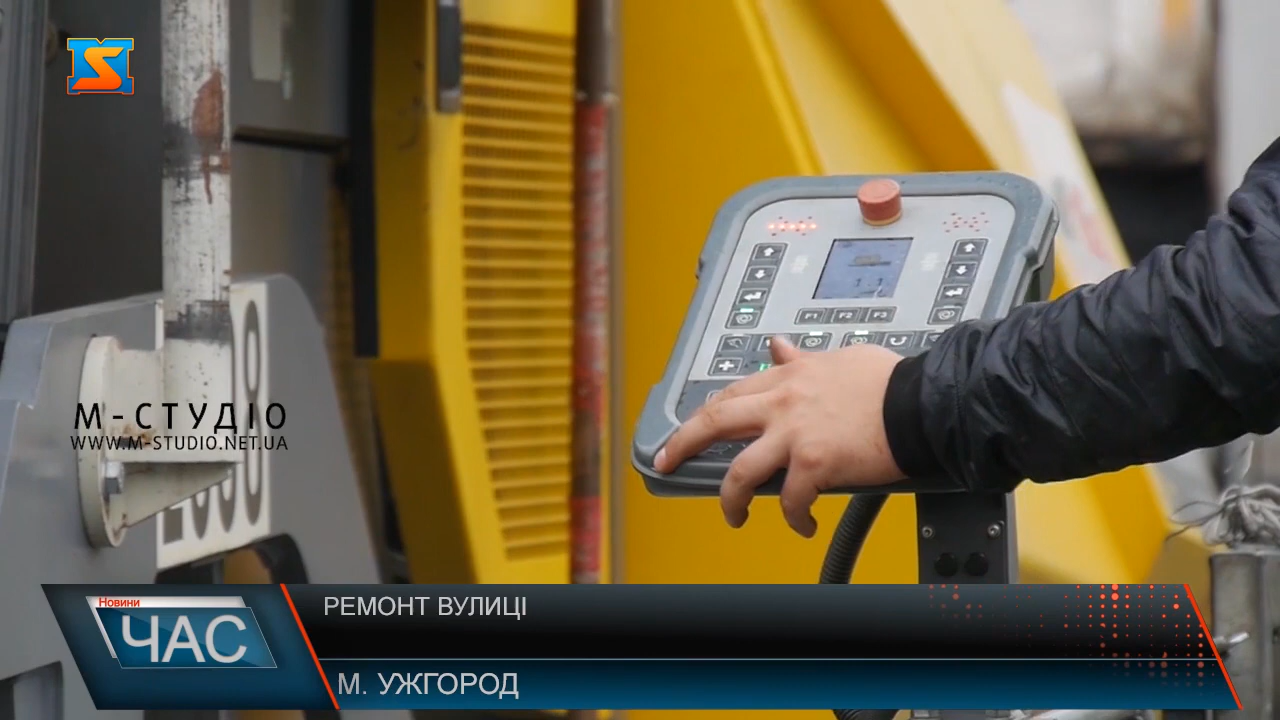 F1 F2 F3
М-СТУДІО
WWW.M-STUDIO.NET.UA
Новини
ЧАС
РЕМОНТ ВУЛИЦІ
М. УЖГОРОД